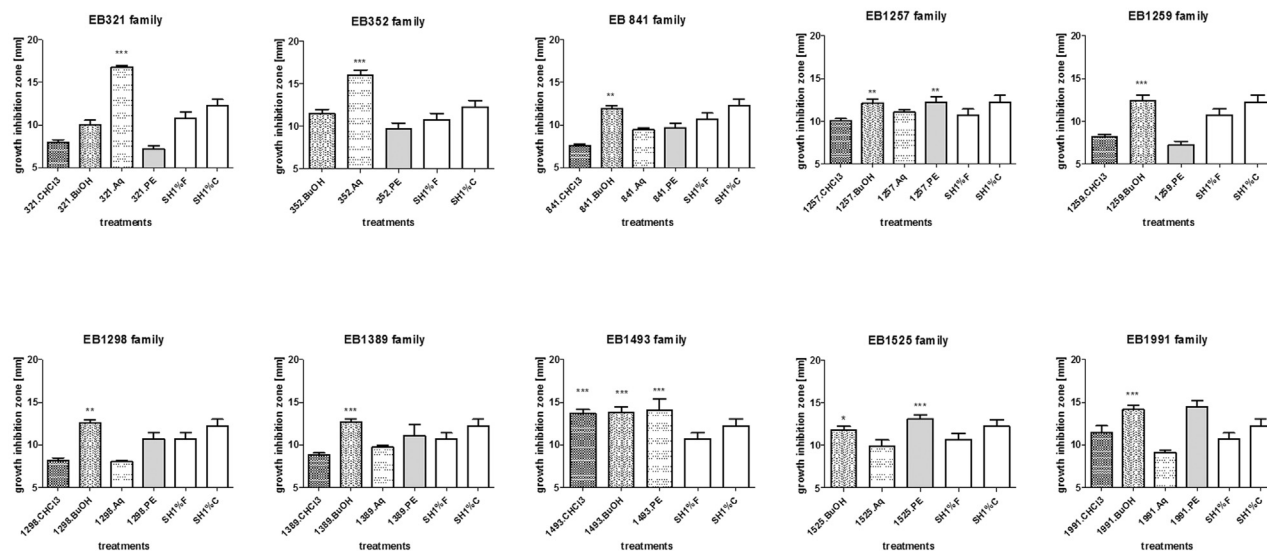 EB321 family
growth inhibition zone [mm]
20
15
10
5
***
321.CHCl3
321.BuOH
321.Aq
321.PE
SH1%F
SH1%C
treatments
EB352 family
growth inhibition zone [mm]
20
15
10
5
***
352.BuOH
352.Aq
352.PE
SH1%F
SH1%C
treatments
EB 841 family
growth inhibition zone [mm]
20
15
10
5
**
841.CHCl3
841.BuOH
841.Aq
841.PE
SH1%F
SH1%C
treatments
EB1257 family
growth inhibition zone [mm]
20
15
10
5
**
**
1257.CHCl3
1257.BuOH
1257.Aq
1257.PE
SH1%F
SH1%C
treatments
EB1259 family
growth inhibition zone [mm]
20
15
10
5
***
1259.CHCl3
1259.BuOH
1259.PE
SH1%F
SH1%C
treatments
EB1298 family
growth inhibition zone [mm]
20
15
10
5
**
1298.CHCl3
1298.BuOH
1298.Aq
1298.PE
SH1%F
SH1%C
treatments
EB1389 family
growth inhibition zone [mm]
20
15
10
5
***
1389.CHCl3
1389.BuOH
1389.Aq
1389.PE
SH1%F
SH1%C
treatments
EB1493 family
growth inhibition zone [mm]
20
15
10
5
***
***
***
1493.CHCl3
1493.BuOH
1493.PE
SH1%F
SH1%C
treatments
EB1525 family
growth inhibition zone [mm]
20
15
10
5
*
***
1525.BuOH
1525.Aq
1525.PE
SH1%F
SH1%C
treatments
EB1991 family
growth inhibition zone [mm]
20
15
10
5
***
1991.CHCl3
1991.BuOH
1991.Aq
1991.PE
SH1%F
SH1%C
treatments